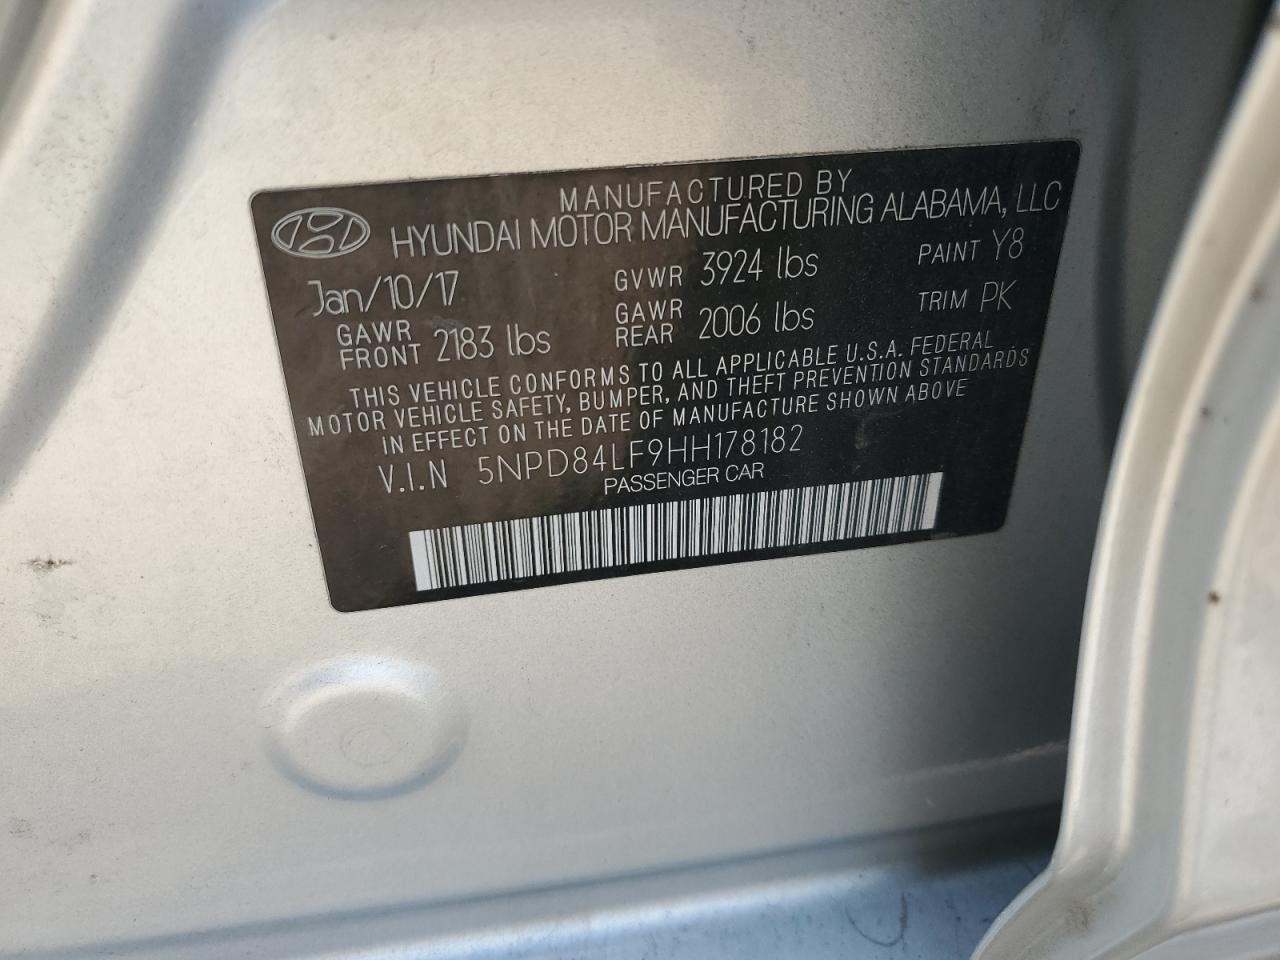 MANUFACTURED BY
HYUNDAI MOTOR MANUFACTURING ALABAMA, LLC
Jan/10/17 GVWR 3924 lbs PAINT Y8
GAWR FRONT 2183 lbs GAWR REAR 2006 lbs TRIM PK
THIS VEHICLE CONFORMS TO ALL APPLICABLE U.S.A. FEDERAL
MOTOR VEHICLE SAFETY, BUMPER, AND THEFT PREVENTION STANDARDS
IN EFFECT ON THE DATE OF MANUFACTURE SHOWN ABOVE
V.I.N 5NPD84LF9HH178182
PASSENGER CAR